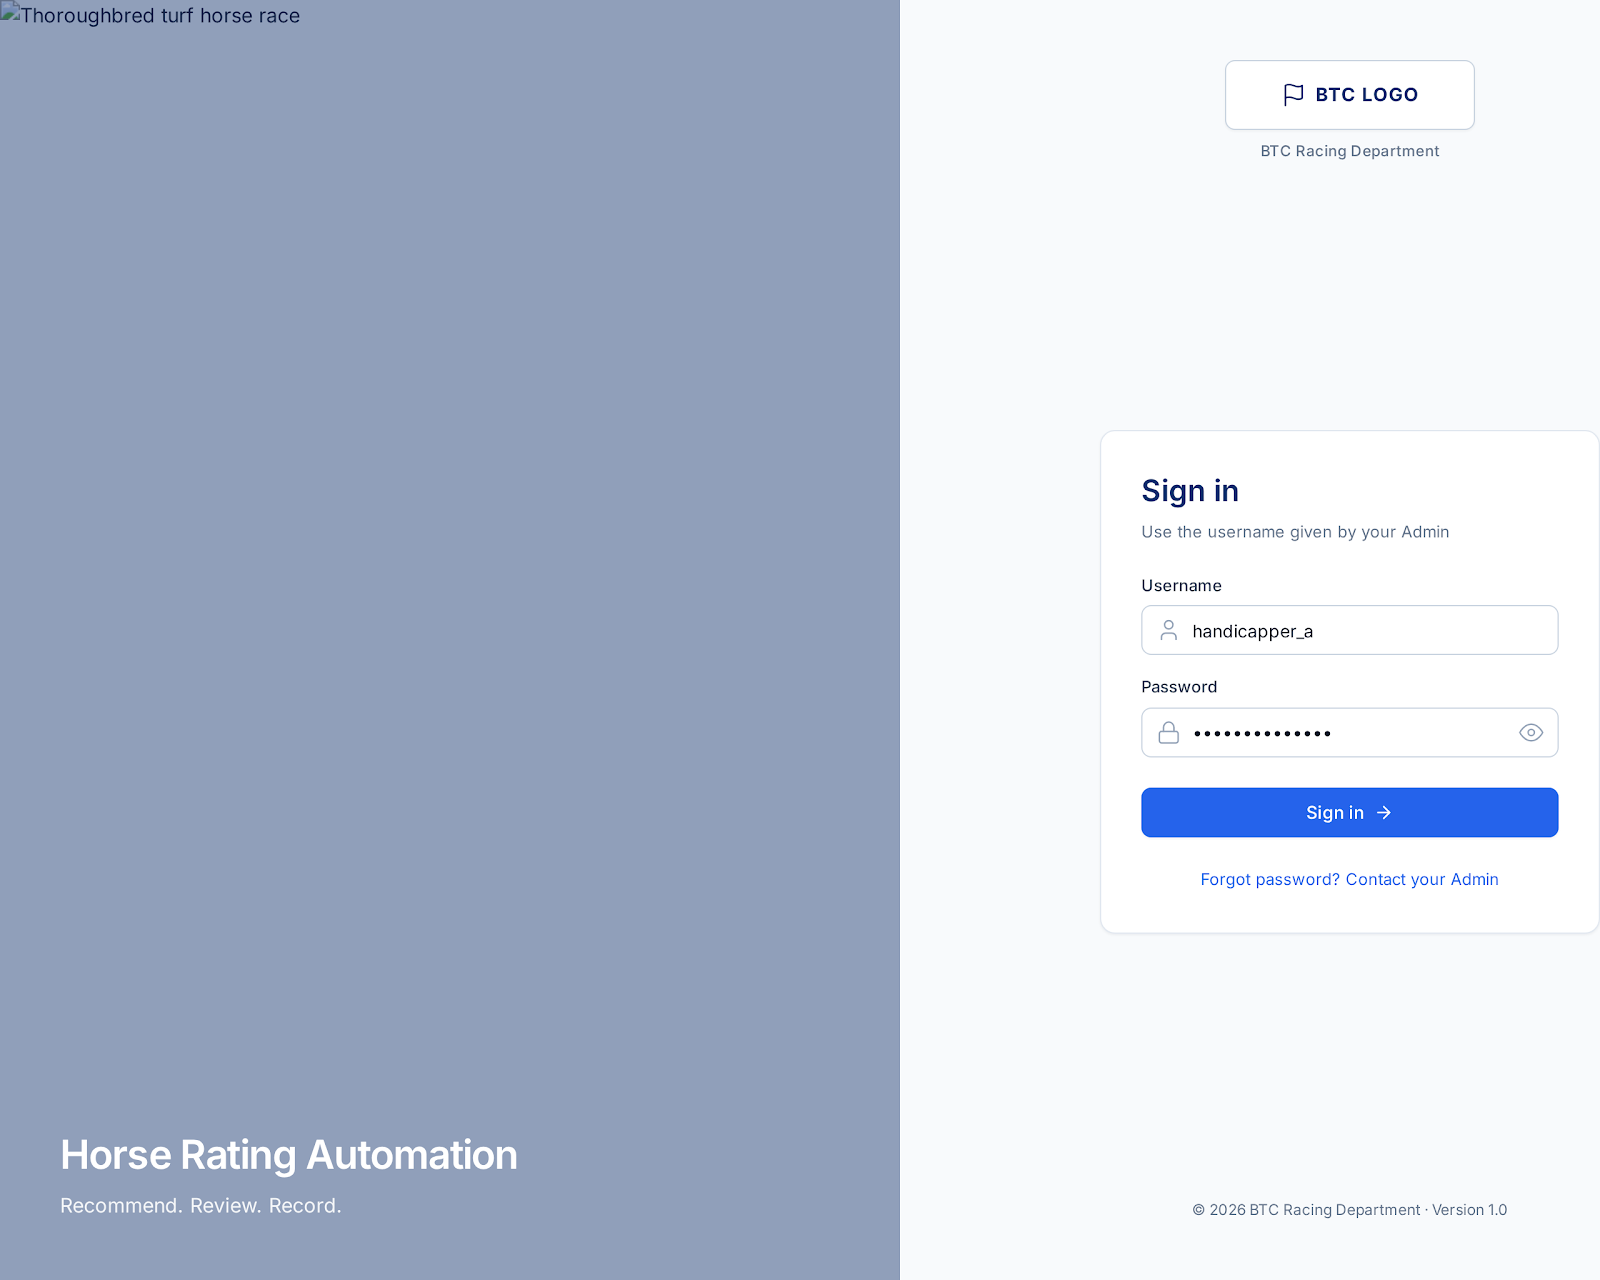 Thoroughbred turf horse race
Horse Rating Automation
Recommend. Review. Record.
BTC LOGO
BTC Racing Department
Sign in
Use the username given by your Admin
Username
handicapper_a
Password
••••••••••••••
Sign in →
Forgot password? Contact your Admin
© 2026 BTC Racing Department · Version 1.0